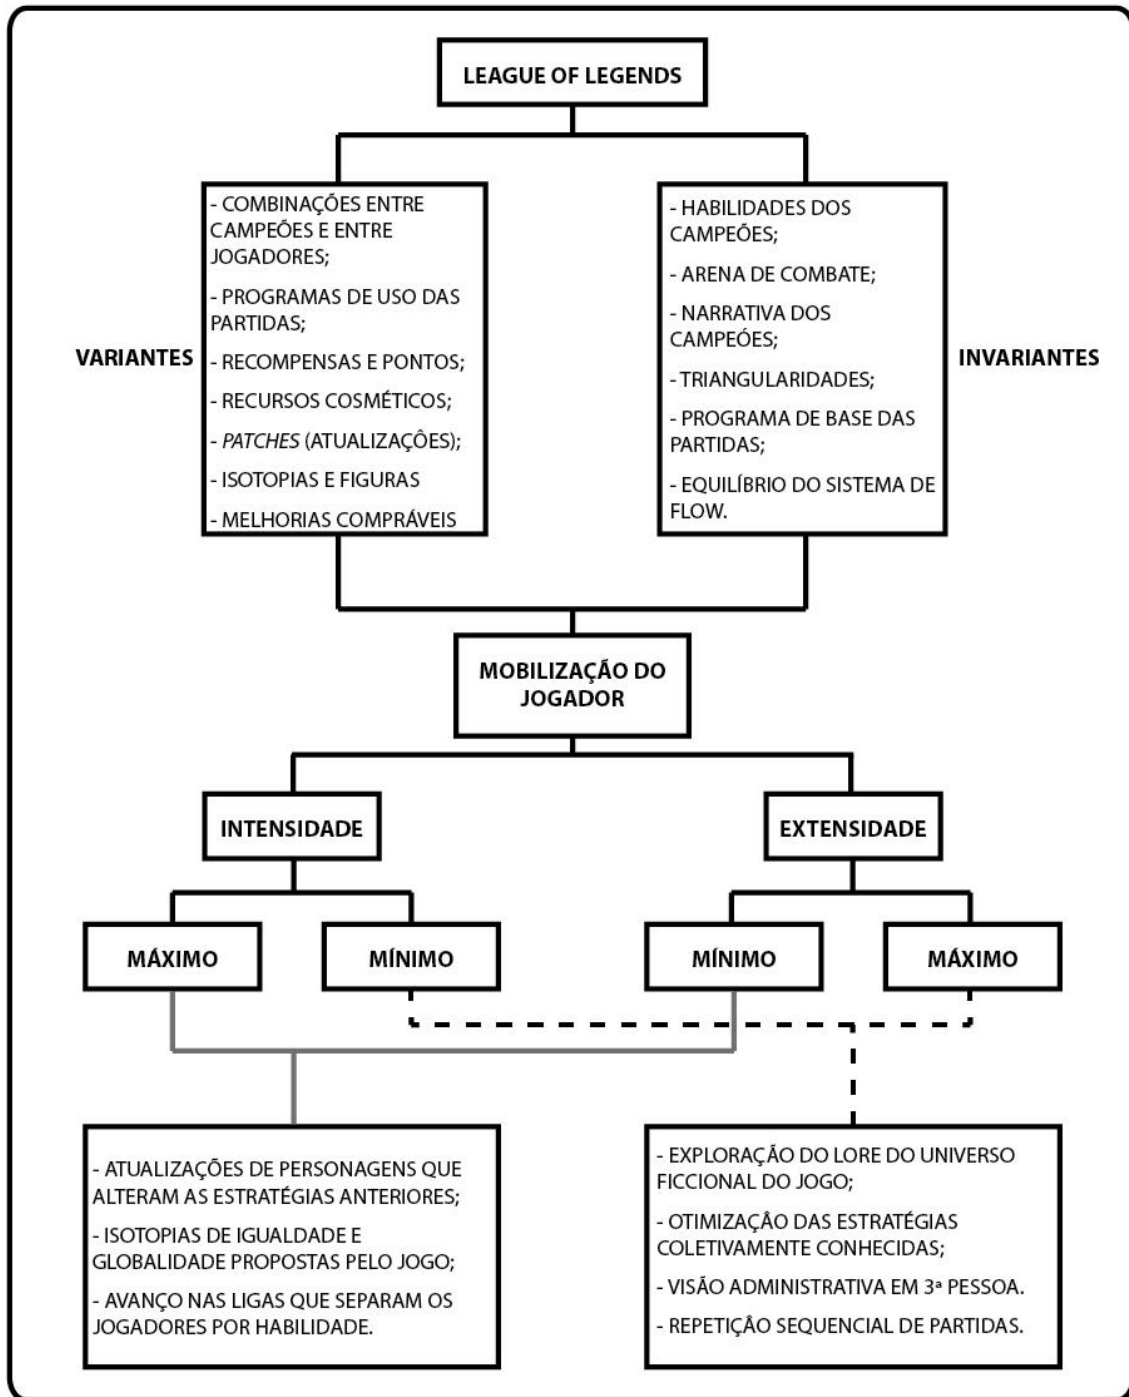 LEAGUE OF LEGENDS
VARIANTES
- COMBINAÇÕES ENTRE
CAMPEÕES E ENTRE
JOGADORES;
- PROGRAMAS DE USO DAS
PARTIDAS;
- RECOMPENSAS E PONTOS;
- RECURSOS COSMÉTICOS;
- PATCHES (ATUALIZAÇÕES);
- ISOTOPIAS E FIGURAS
- MELHORIAS COMPRÁVEIS
- HABILIDADES DOS
CAMPEÕES;
- ARENA DE COMBATE;
- NARRATIVA DOS
CAMPEÓES;
- TRIANGULARIDADES;
- PROGRAMA DE BASE DAS
PARTIDAS;
- EQUILÍBRIO DO SISTEMA DE
FLOW.
INVARIANTES
MOBILIZAÇÃO DO
JOGADOR
INTENSIDADE
EXTENSIDADE
MÁXIMO
MÍNIMO
MÍNIMO
MÁXIMO
- ATUALIZAÇÕES DE PERSONAGENS QUE
ALTERAM AS ESTRATÉGIAS ANTERIORES;
- ISOTOPIAS DE IGUALDADE E
GLOBALIDADE PROPOSTAS PELO JOGO;
- AVANÇO NAS LIGAS QUE SEPARAM OS
JOGADORES POR HABILIDADE.
- EXPLORAÇÃO DO LORE DO UNIVERSO
FICCIONAL DO JOGO;
- OTIMIZAÇÂO DAS ESTRATÉGIAS
COLETIVAMENTE CONHECIDAS;
- VISÃO ADMINISTRATIVA EM 3ª PESSOA.
- REPETIÇÂO SEQUENCIAL DE PARTIDAS.